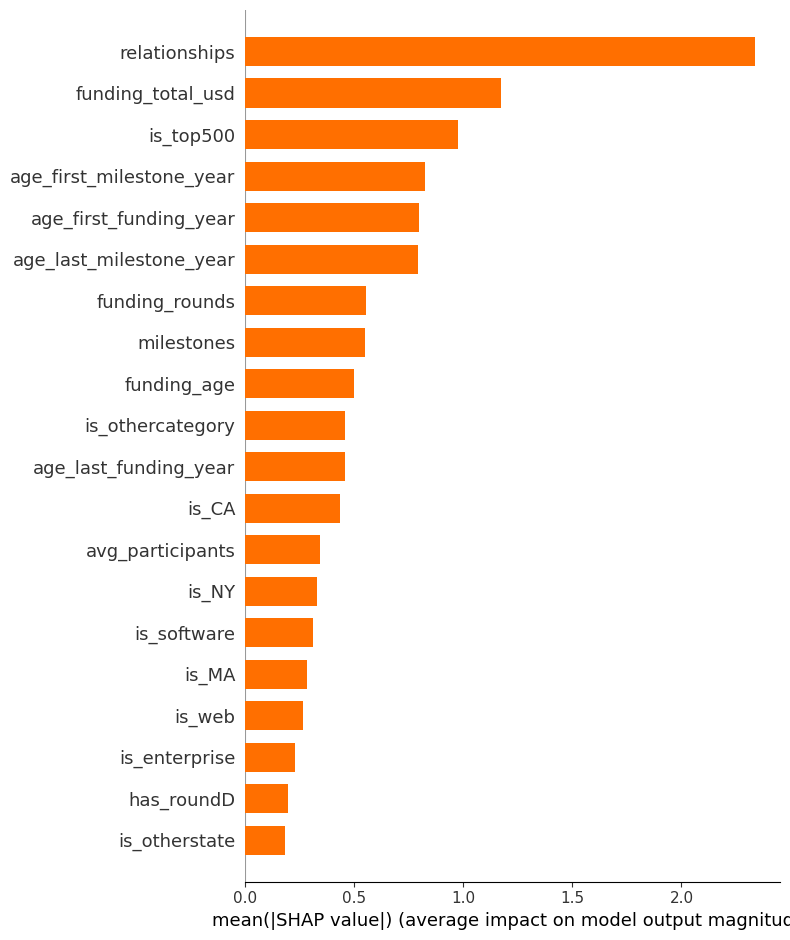 relationships
funding_total_usd
is_top500
age_first_milestone_year
age_first_funding_year
age_last_milestone_year
funding_rounds
milestones
funding_age
is_othercategory
age_last_funding_year
is_CA
avg_participants
is_NY
is_software
is_MA
is_web
is_enterprise
has_roundD
is_otherstate
0.0 0.5 1.0 1.5 2.0
mean(|SHAP value|) (average impact on model output magnitud